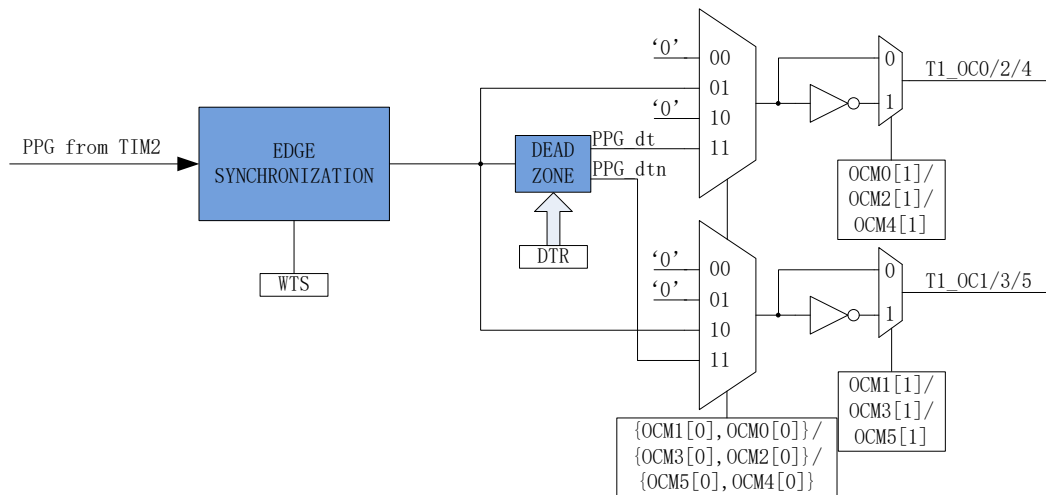 PPG from TIM2
EDGE
SYNCHRONIZATION
WTS
DEAD
ZONE
DTR
PPG_dt
PPG_dtn
'0'
00
01
'0'
10
11
0
1
T1_OC0/2/4
OCM0[1]/
OCM2[1]/
OCM4[1]
'0'
00
'0'
01
10
11
0
1
T1_OC1/3/5
OCM1[1]/
OCM3[1]/
OCM5[1]
{OCM1[0],OCM0[0]}/
{OCM3[0],OCM2[0]}/
{OCM5[0],OCM4[0]}